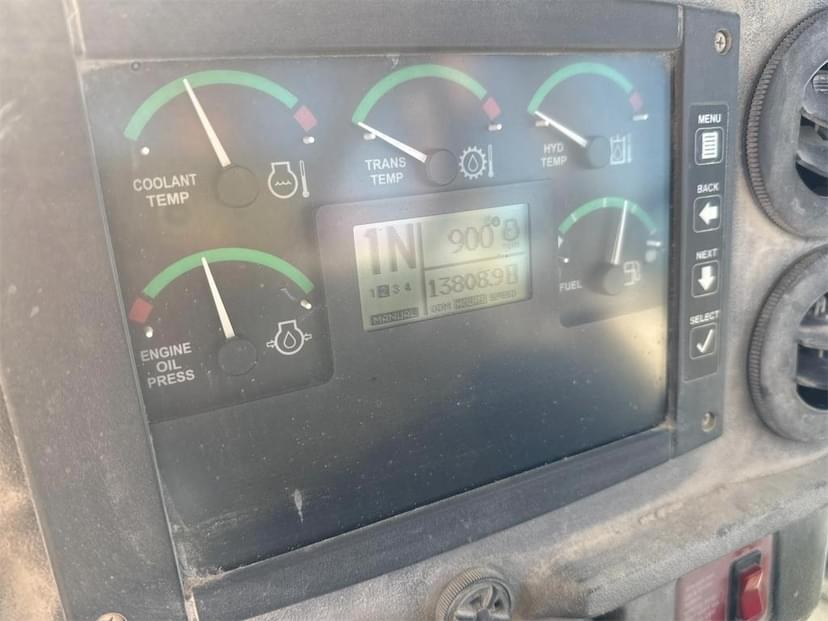 COOLANT
TEMP
TRANS
TEMP
HYD
TEMP
1N
900
1 2 3 4
13808.9
MANUAL
HOURS SPEED
FUEL
ENGINE
OIL
PRESS
MENU
BACK
NEXT
SELECT